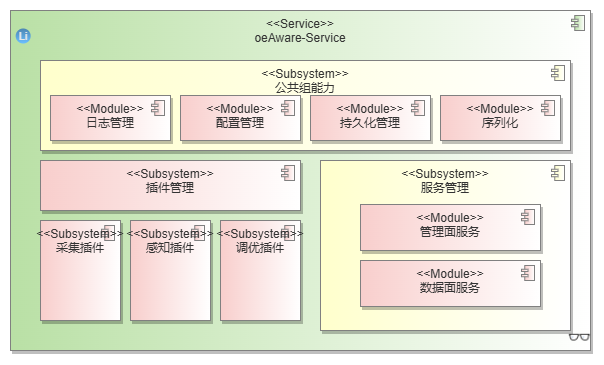 <<Service>>
oeAware-Service
Li
<<Subsystem>>
公共组能力
<<Module>>
日志管理
<<Module>>
配置管理
<<Module>>
持久化管理
<<Module>>
序列化
<<Subsystem>>
插件管理
<<Subsystem>>
采集插件
<<Subsystem>>
感知插件
<<Subsystem>>
调优插件
<<Subsystem>>
服务管理
<<Module>>
管理面服务
<<Module>>
数据面服务